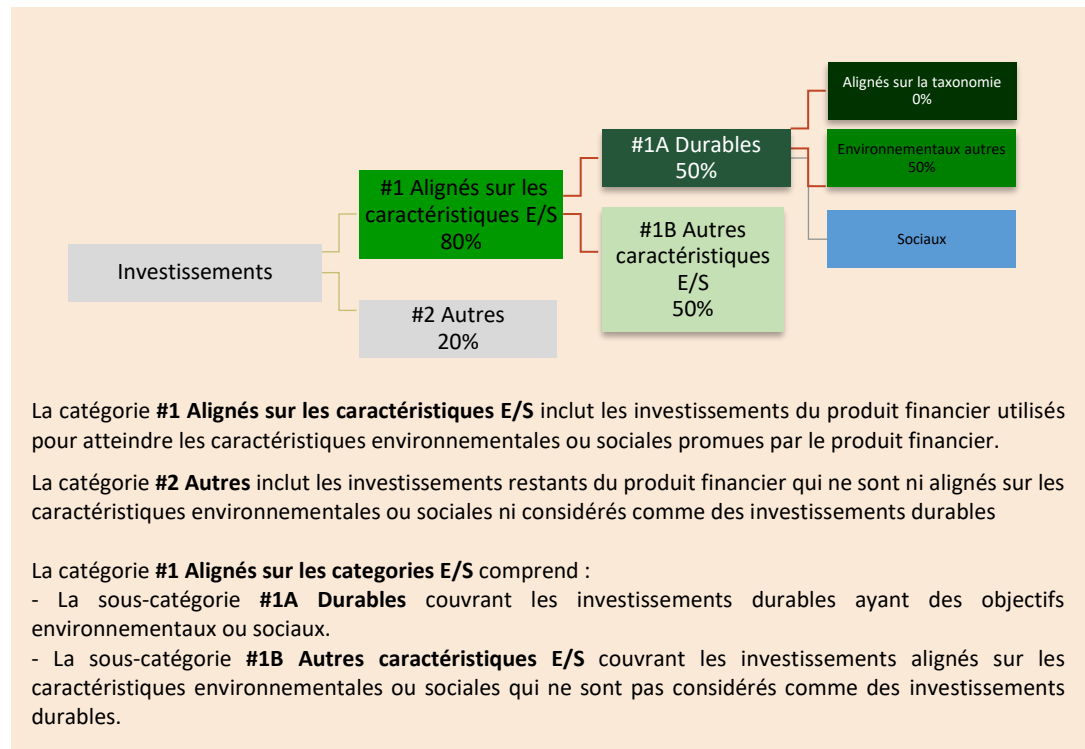 Alignés sur la taxonomie
0%
#1A Durables
50%
Environnementaux autres
50%
#1 Alignés sur les
caractéristiques E/S
80%
#1B Autres
caractéristiques
E/S
50%
Sociaux
Investissements
#2 Autres
20%
La catégorie #1 Alignés sur les caractéristiques E/S inclut les investissements du produit financier utilisés
pour atteindre les caractéristiques environnementales ou sociales promues par le produit financier.
La catégorie #2 Autres inclut les investissements restants du produit financier qui ne sont ni alignés sur les
caractéristiques environnementales ou sociales ni considérés comme des investissements durables
La catégorie #1 Alignés sur les categories E/S comprend :
- La sous-catégorie #1A Durables couvrant les investissements durables ayant des objectifs
environnementaux ou sociaux.
- La sous-catégorie #1B Autres caractéristiques E/S couvrant les investissements alignés sur les
caractéristiques environnementales ou sociales qui ne sont pas considérés comme des investissements
durables.